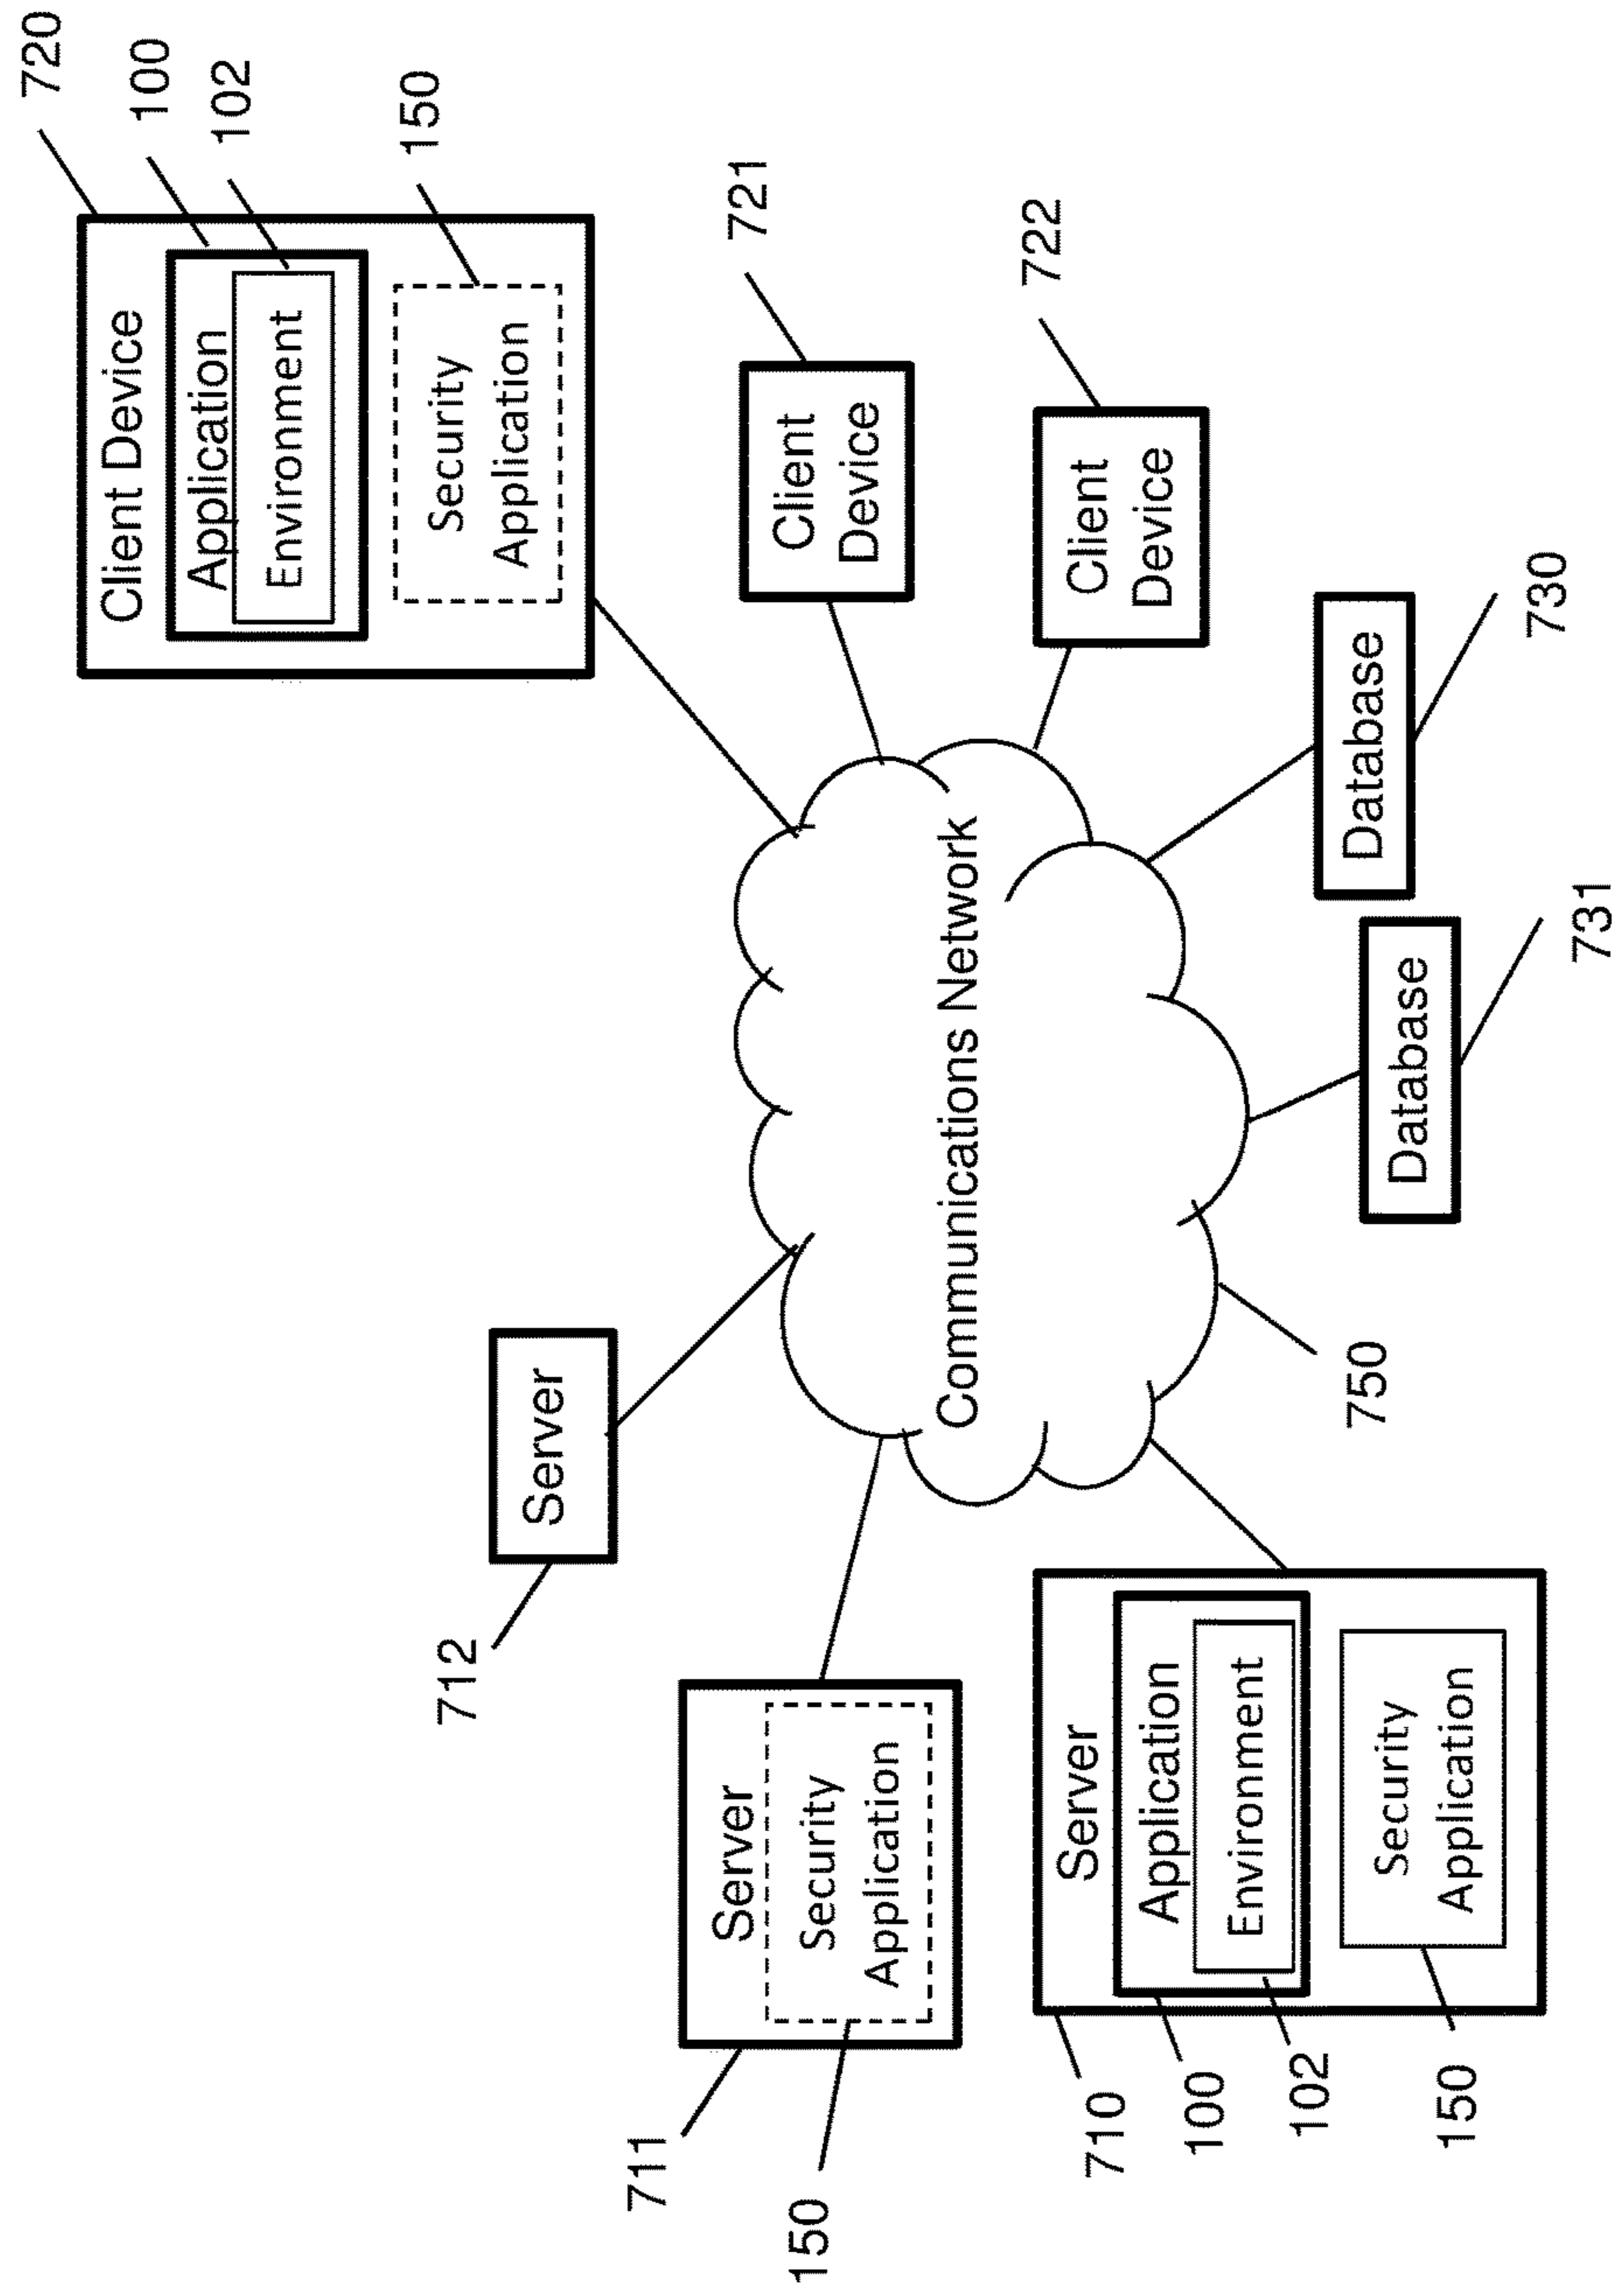 720
100
102
150
Client Device
Application
Environment
Security
Application
712
Server
711
150
Server
Security
Application
721
Client
Device
722
Client
Device
Communications Network
750
710
100
102
150
Server
Application
Environment
Security
Application
Database
731
Database
730